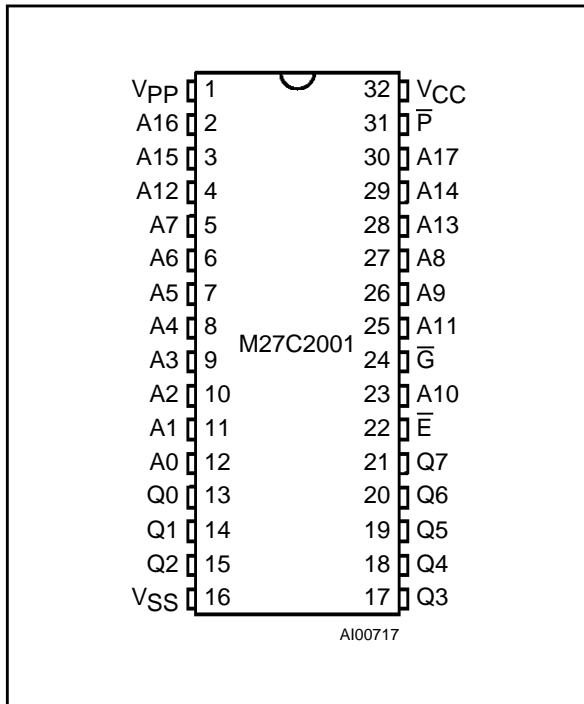 VPP 1 32 VCC
A16 2 31 P̅
A15 3 30 A17
A12 4 29 A14
A7 5 28 A13
A6 6 27 A8
A5 7 26 A9
A4 8 25 A11
M27C2001
A3 9 24 G̅
A2 10 23 A10
A1 11 22 E̅
A0 12 21 Q7
Q0 13 20 Q6
Q1 14 19 Q5
Q2 15 18 Q4
VSS 16 17 Q3
AI00717